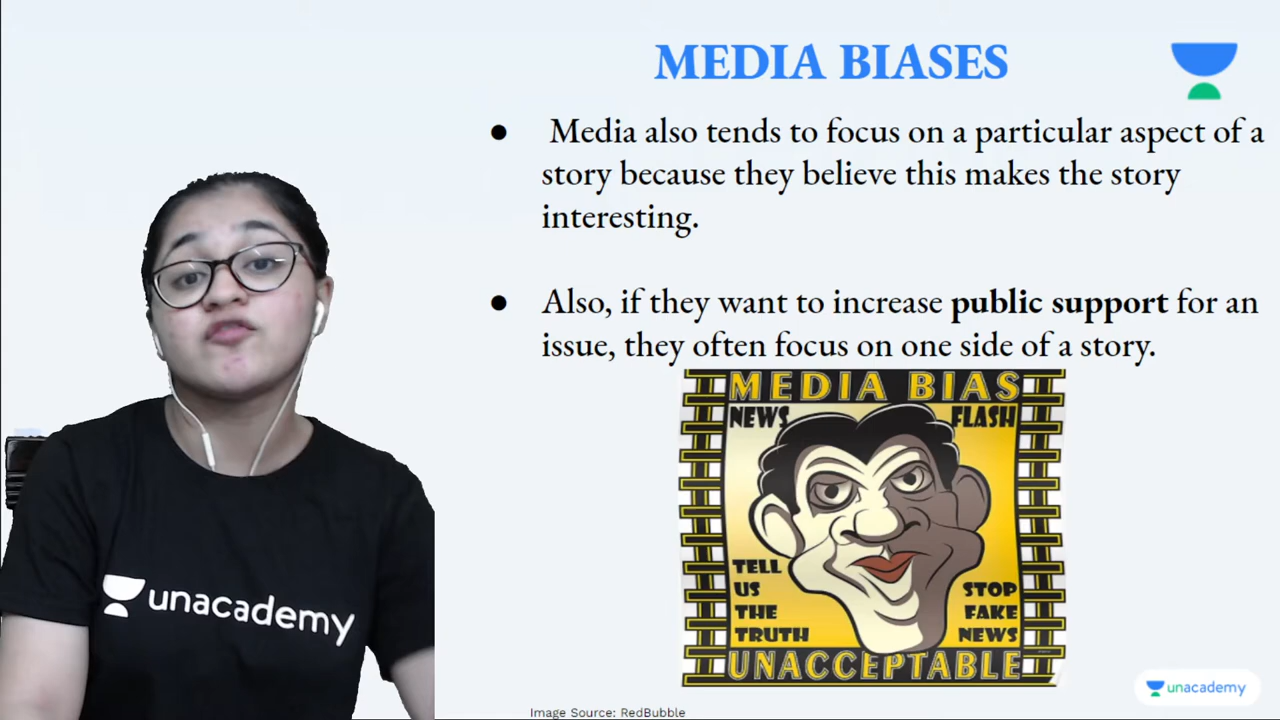 MEDIA BIASES
● Media also tends to focus on a particular aspect of a
story because they believe this makes the story
interesting.
● Also, if they want to increase public support for an
issue, they often focus on one side of a story.
MEDIA BIAS
NEWS FLASH
TELL
US
THE
TRUTH
STOP
FAKE
NEWS
UNACCEPTABLE
unacademy
unacademy
Image Source: RedBubble